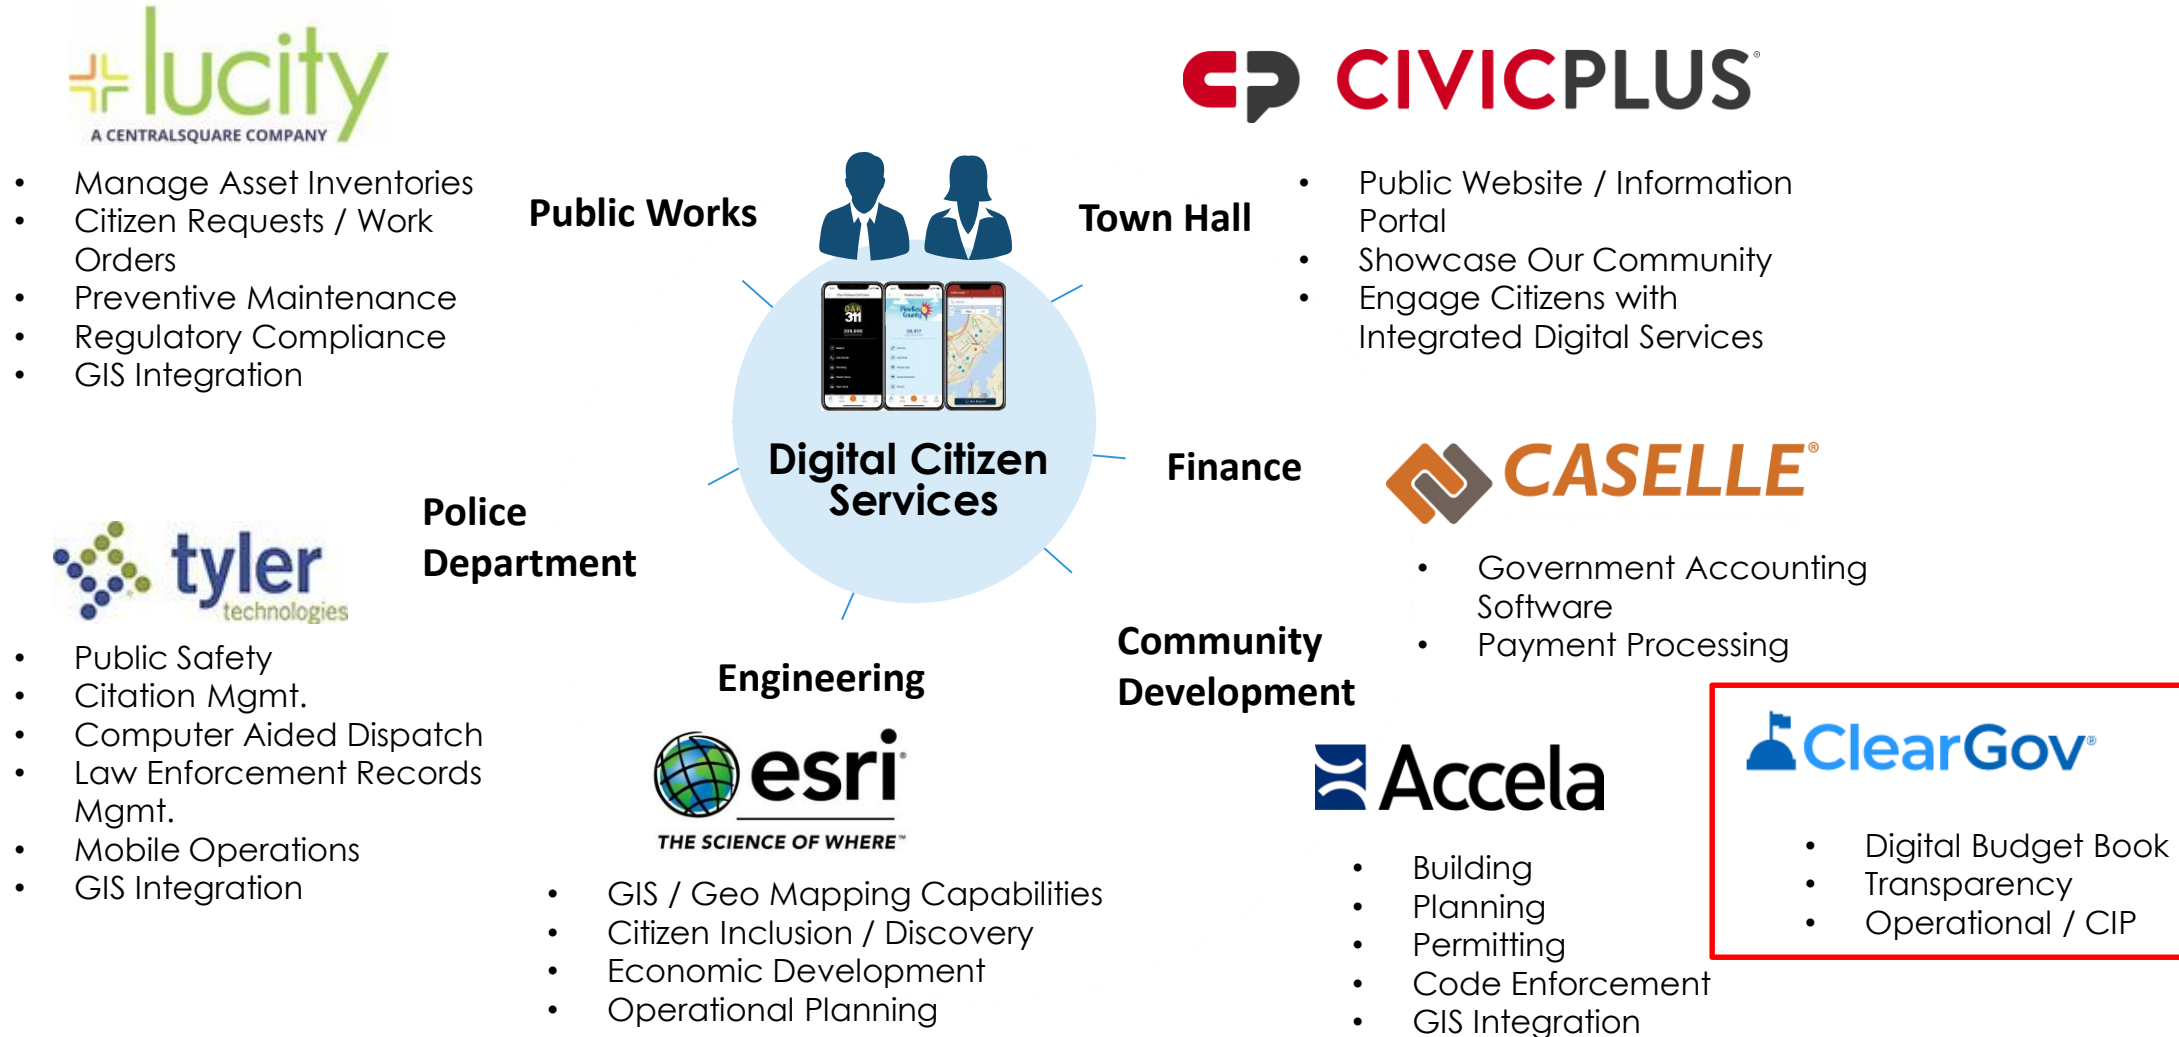 lucity
A CENTRALSQUARE COMPANY
• Manage Asset Inventories
• Citizen Requests / Work
Orders
• Preventive Maintenance
• Regulatory Compliance
• GIS Integration
Public Works
Town Hall
CIVICPLUS®
• Public Website / Information
Portal
• Showcase Our Community
• Engage Citizens with
Integrated Digital Services
OAK
311
Pinellas
County
Digital Citizen
Services
Finance
CASELLE®
• Government Accounting
Software
• Payment Processing
Police
Department
tyler
technologies
• Public Safety
• Citation Mgmt.
• Computer Aided Dispatch
• Law Enforcement Records
Mgmt.
• Mobile Operations
• GIS Integration
Engineering
esri®
THE SCIENCE OF WHERE™
• GIS / Geo Mapping Capabilities
• Citizen Inclusion / Discovery
• Economic Development
• Operational Planning
Community
Development
Accela
• Building
• Planning
• Permitting
• Code Enforcement
• GIS Integration
ClearGov®
• Digital Budget Book
• Transparency
• Operational / CIP